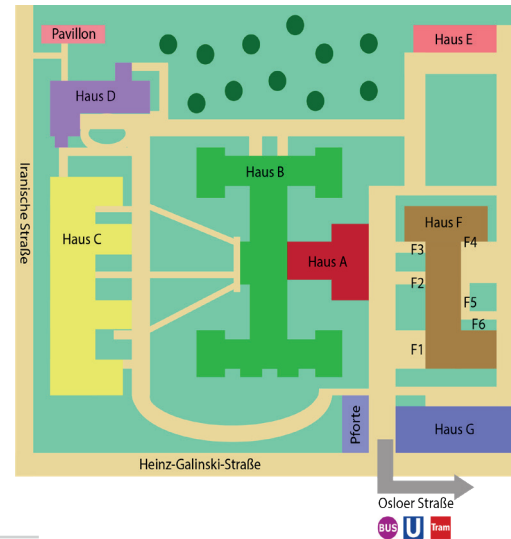 Pavillon
Haus E
Haus D
Haus B
Iranische Straße
Haus C
Haus F
F3
F4
Haus A
F2
F5
F6
F1
Pforte
Haus G
Heinz-Galinski-Straße
Osloer Straße
BUS U Tram